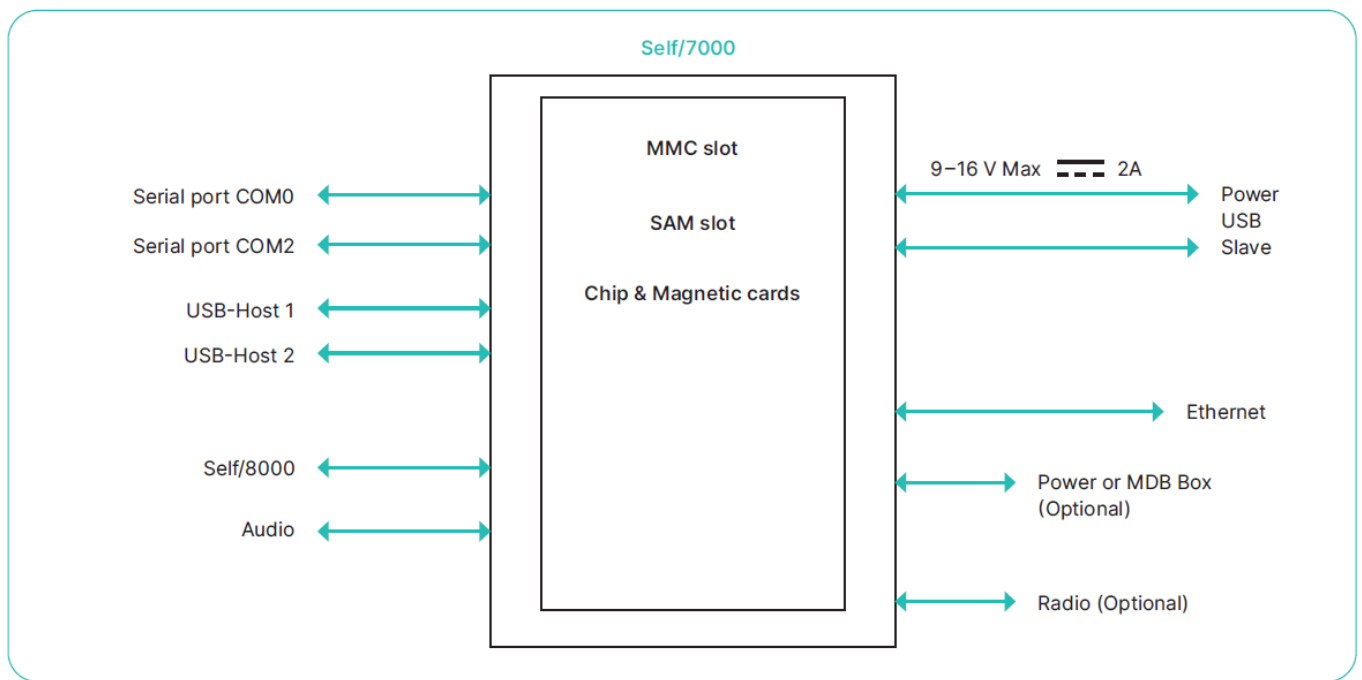 Self/7000
MMC slot
SAM slot
Chip & Magnetic cards
Serial port COM0
Serial port COM2
USB-Host 1
USB-Host 2
Self/8000
Audio
9–16 V Max 2A
Power
USB
Slave
Ethernet
Power or MDB Box
(Optional)
Radio (Optional)